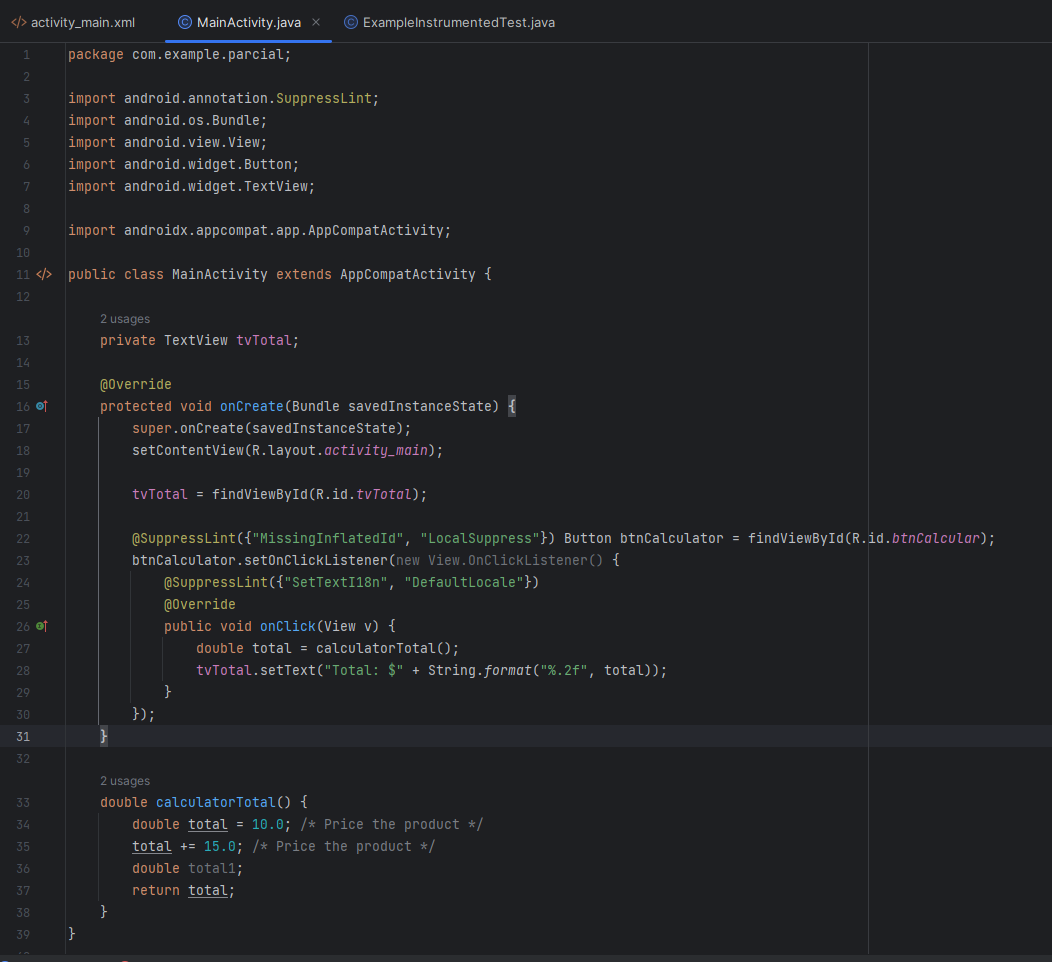 activity_main.xml MainActivity.java × ExampleInstrumentedTest.java
1 package com.example.parcial;
2
3 import android.annotation.SuppressLint;
4 import android.os.Bundle;
5 import android.view.View;
6 import android.widget.Button;
7 import android.widget.TextView;
8
9 import androidx.appcompat.app.AppCompatActivity;
10
11 </> public class MainActivity extends AppCompatActivity {
12
2 usages
13 private TextView tvTotal;
14
15 @Override
16 protected void onCreate(Bundle savedInstanceState) {
17 super.onCreate(savedInstanceState);
18 setContentView(R.layout.activity_main);
19
20 tvTotal = findViewById(R.id.tvTotal);
21
22 @SuppressLint({"MissingInflatedId", "LocalSuppress"}) Button btnCalculator = findViewById(R.id.btnCalcular);
23 btnCalculator.setOnClickListener(new View.OnClickListener() {
24 @SuppressLint({"SetTextI18n", "DefaultLocale"})
25 @Override
26 public void onClick(View v) {
27 double total = calculatorTotal();
28 tvTotal.setText("Total: $" + String.format("%.2f", total));
29 }
30 });
31 }
32
2 usages
33 double calculatorTotal() {
34 double total = 10.0; /* Price the product */
35 total += 15.0; /* Price the product */
36 double total1;
37 return total;
38 }
39 }